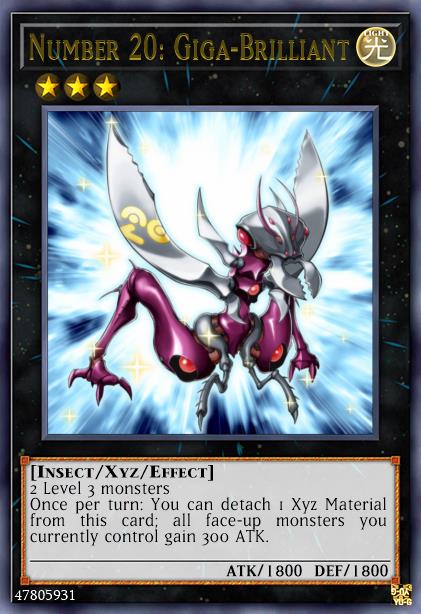 Number 20: Giga-Brilliant
LIGHT
光
20
[Insect/Xyz/Effect]
2 Level 3 monsters
Once per turn: You can detach 1 Xyz Material
from this card; all face-up monsters you
currently control gain 300 ATK.
ATK/1800 DEF/1800
47805931